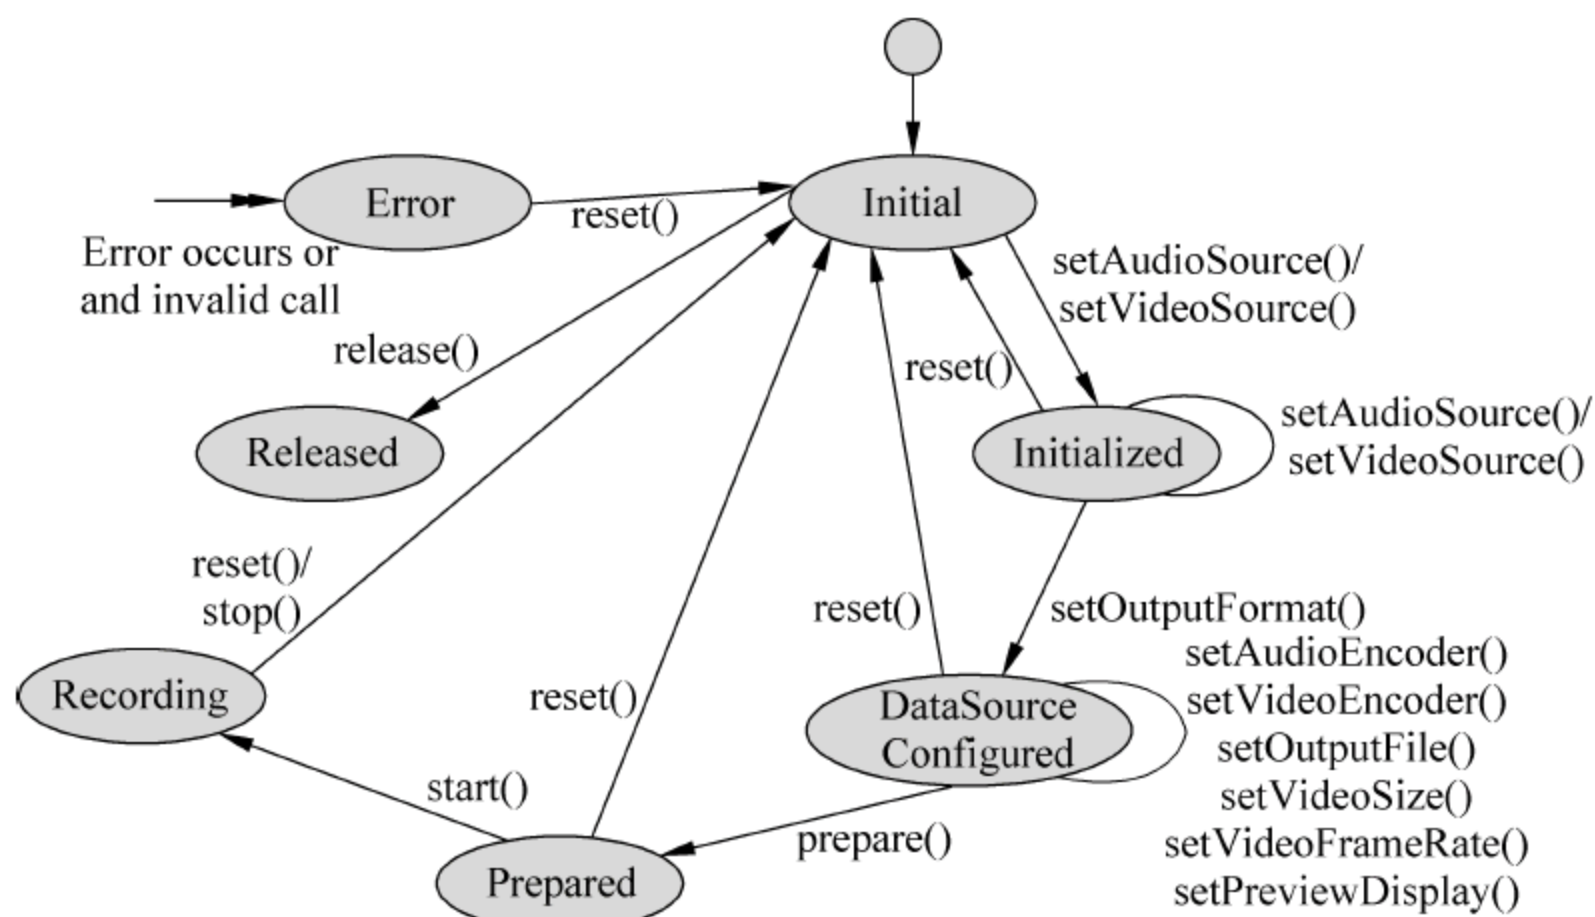 Error
Initial
reset()
Error occurs or
and invalid call
setAudioSource()/
setVideoSource()
release()
reset()
Released
Initialized
setAudioSource()/
setVideoSource()
reset()/
stop()
reset()
setOutputFormat()
Recording
reset()
DataSource
Configured
setAudioEncoder()
setVideoEncoder()
setOutputFile()
setVideoSize()
setVideoFrameRate()
setPreviewDisplay()
start()
prepare()
Prepared